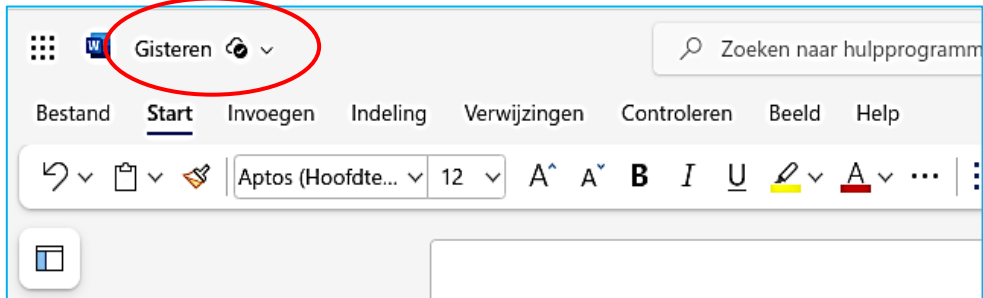 W Gisteren Zoeken naar hulpprogramm
Bestand Start Invoegen Indeling Verwijzingen Controleren Beeld Help
Aptos (Hoofdte... 12 A A B I U A ...